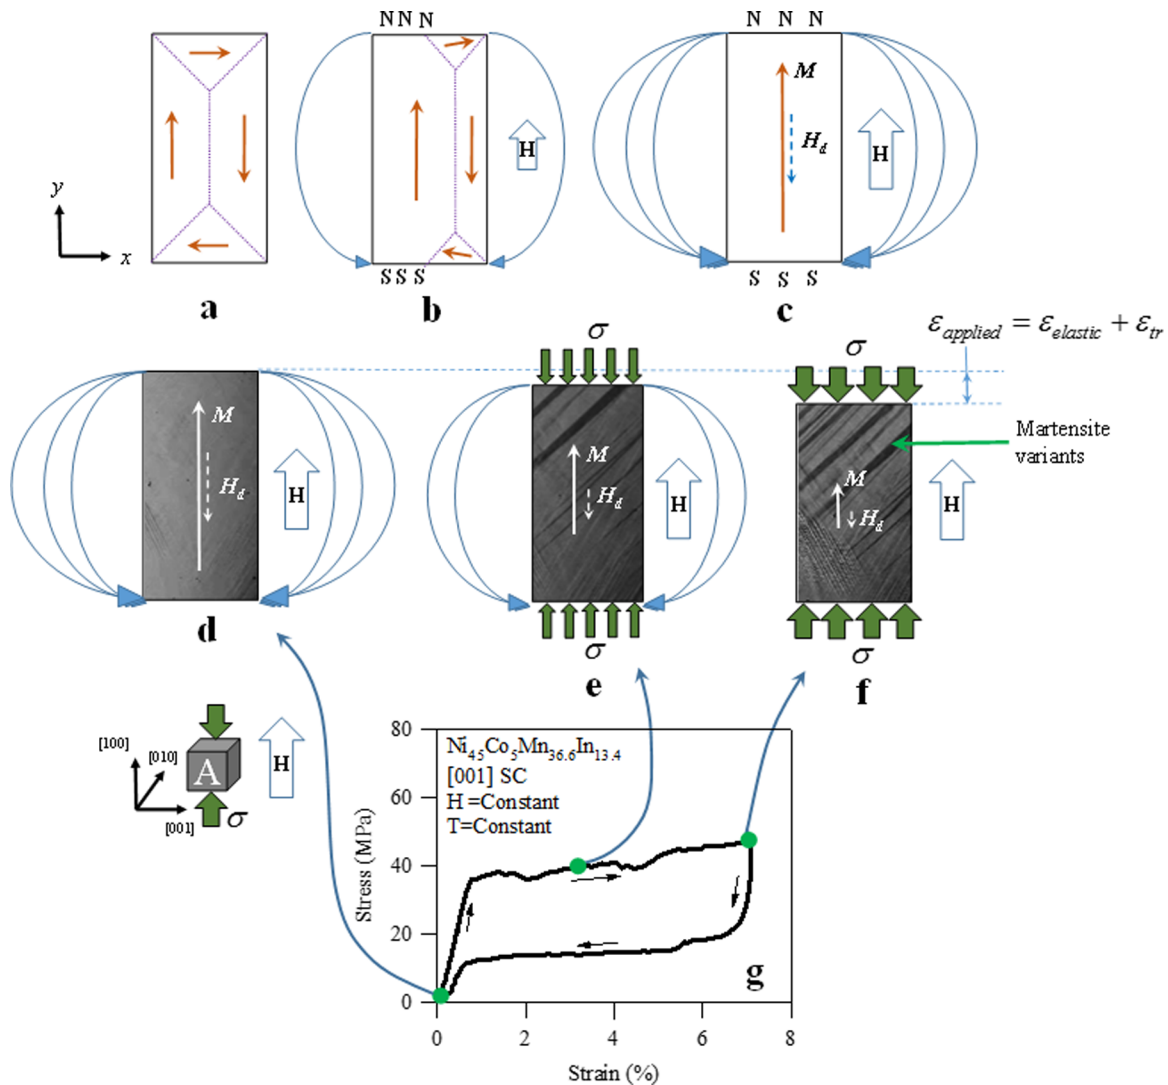 N N N
N N N
M
H_d
H
H
y
x
S S S
S S S
a
b
c
ε_applied = ε_elastic + ε_tr
σ
σ
M
H_d
H
M
H_d
H
Martensite
variants
M
H_d
H
d
σ
e
σ
f
[100]
[010]
A
H
[001]
σ
Ni45Co5Mn36.6In13.4
[001] SC
H =Constant
T=Constant
80
60
40
20
0
Stress (MPa)
g
0
2
4
6
8
Strain (%)